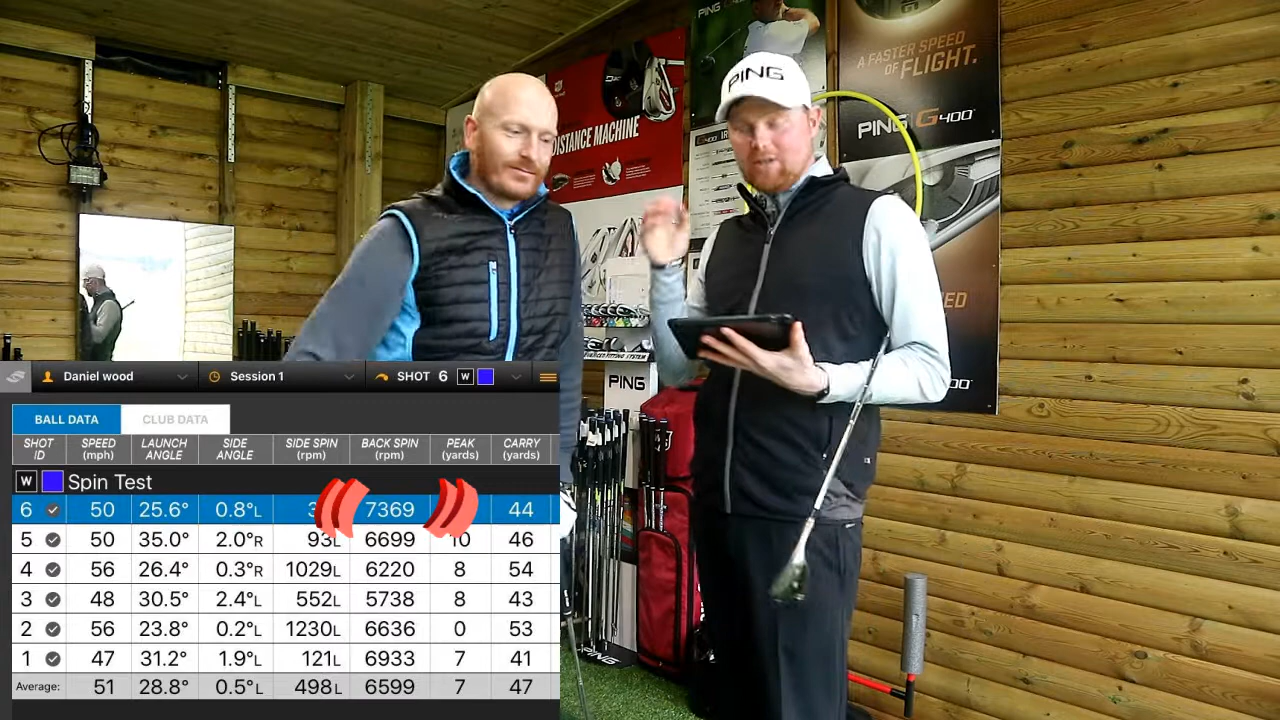 PING
A FASTER SPEED
OF FLIGHT.
PING G400
DISTANCE MACHINE
PING
PING
Daniel wood
Session 1
SHOT 6 W
BALL DATA CLUB DATA
SHOT ID SPEED (mph) LAUNCH ANGLE SIDE ANGLE SIDE SPIN (rpm) BACK SPIN (rpm) PEAK (yards) CARRY (yards)
W Spin Test
6 50 25.6° 0.8°L 7369 44
5 50 35.0° 2.0°R 93L 6699 10 46
4 56 26.4° 0.3°R 1029L 6220 8 54
3 48 30.5° 2.4°L 552L 5738 8 43
2 56 23.8° 0.2°L 1230L 6636 0 53
1 47 31.2° 1.9°L 121L 6933 7 41
Average: 51 28.8° 0.5°L 498L 6599 7 47
PING